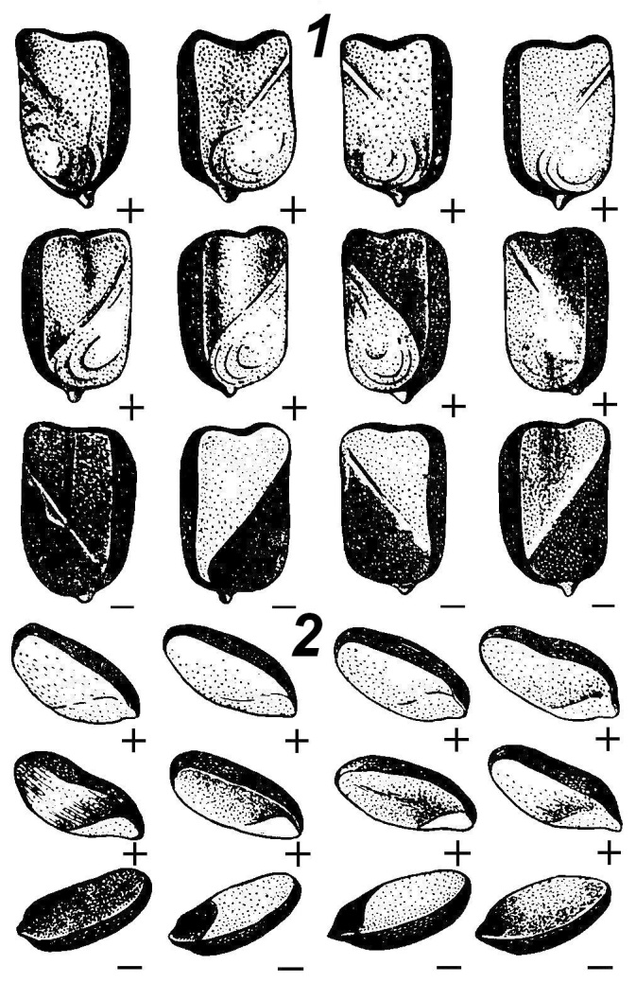 1
+ + + +
+ + + +
− − − −
2
+ + + +
+ + + +
− − − −